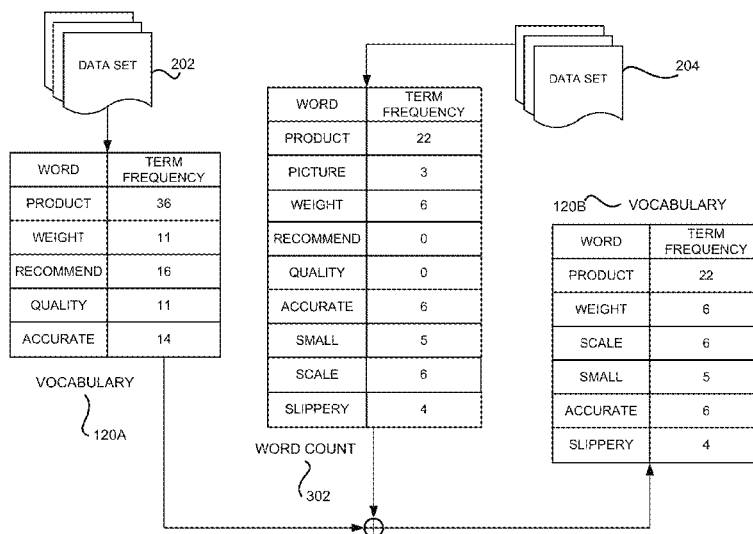 DATA SET
202
WORD
TERM FREQUENCY
PRODUCT
36
WEIGHT
11
RECOMMEND
16
QUALITY
11
ACCURATE
14
VOCABULARY
120A
DATA SET
204
WORD
TERM FREQUENCY
PRODUCT
22
PICTURE
3
WEIGHT
6
RECOMMEND
0
QUALITY
0
ACCURATE
6
SMALL
5
SCALE
6
SLIPPERY
4
WORD COUNT
302
120B
VOCABULARY
WORD
TERM FREQUENCY
PRODUCT
22
WEIGHT
6
SCALE
6
SMALL
5
ACCURATE
6
SLIPPERY
4